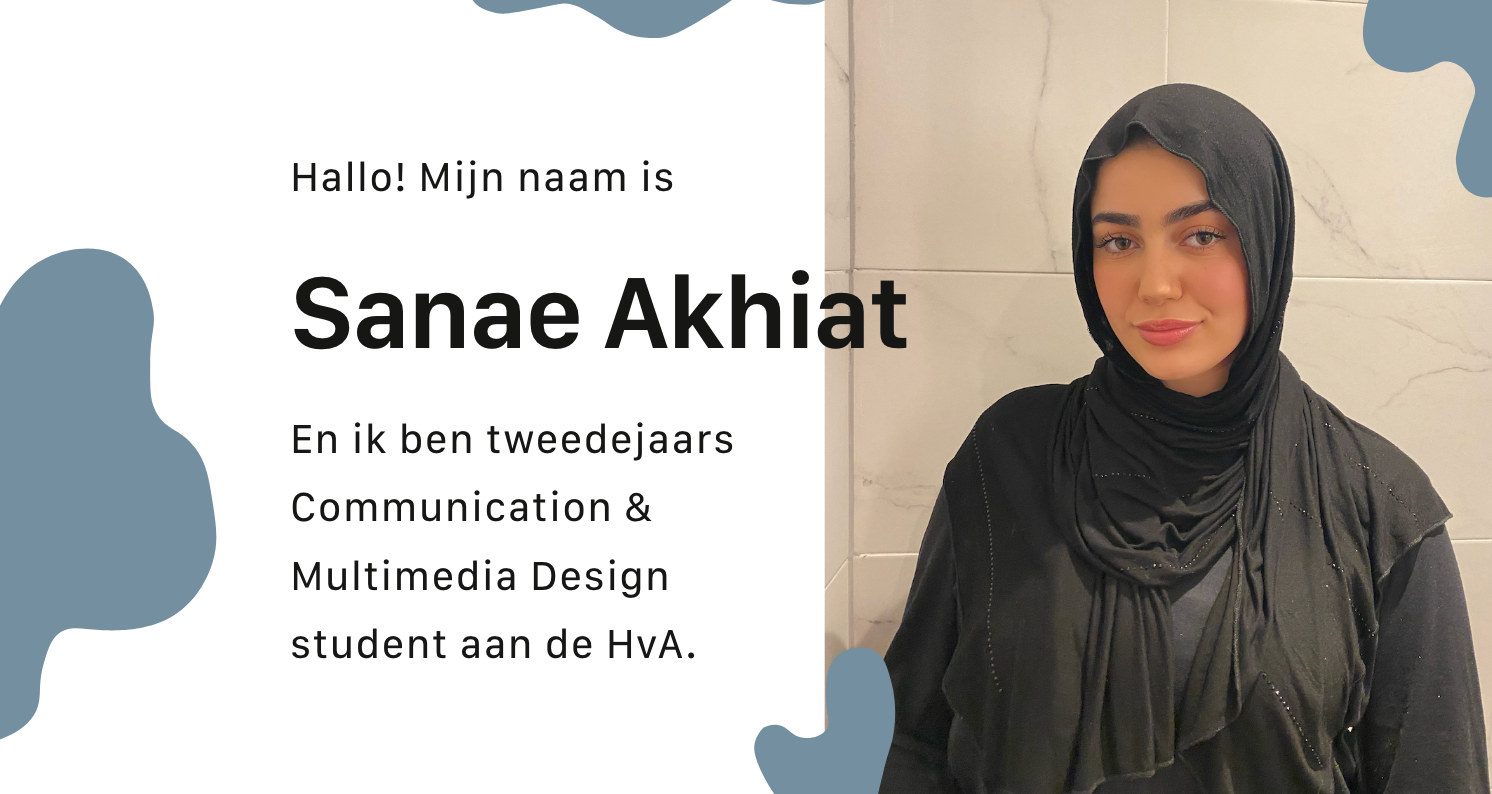 Hallo! Mijn naam is
Sanae Akhiat
En ik ben tweedejaars
Communication &
Multimedia Design
student aan de HvA.